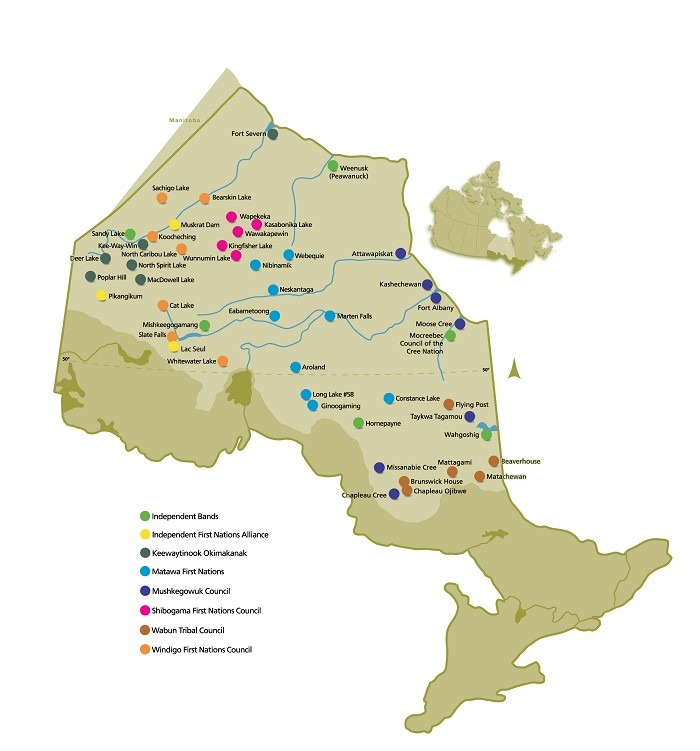 Manitoba
Fort Severn
Weenusk
(Peawanuck)
Sachigo Lake
Bearskin Lake
Wapekeka
Kasabonika Lake
Muskrat Dam
Wawakapewin
Sandy Lake
Koocheching
Kee-Way-Win
Kingfisher Lake
North Caribou Lake
Wunnumin Lake
Webequie
Attawapiskat
Deer Lake
North Spirit Lake
Nibinamik
Poplar Hill
MacDowell Lake
Kashechewan
Neskantaga
Pikangikum
Fort Albany
Cat Lake
Eabametoong
Marten Falls
Mishkeegogamang
Moose Cree
Slate Falls
Mocreebec
Council of the
Cree Nation
Lac Seul
50°
Whitewater Lake
Aroland
50°
Long Lake #58
Constance Lake
Ginoogaming
Flying Post
Taykwa Tagamou
Hornepayne
Wahgoshig
Mattagami
Beaverhouse
Missanabie Cree
Matachewan
Brunswick House
Chapleau Ojibwe
Chapleau Cree
Independent Bands
Independent First Nations Alliance
Keewaytinook Okimakanak
Matawa First Nations
Mushkegowuk Council
Shibogama First Nations Council
Wabun Tribal Council
Windigo First Nations Council